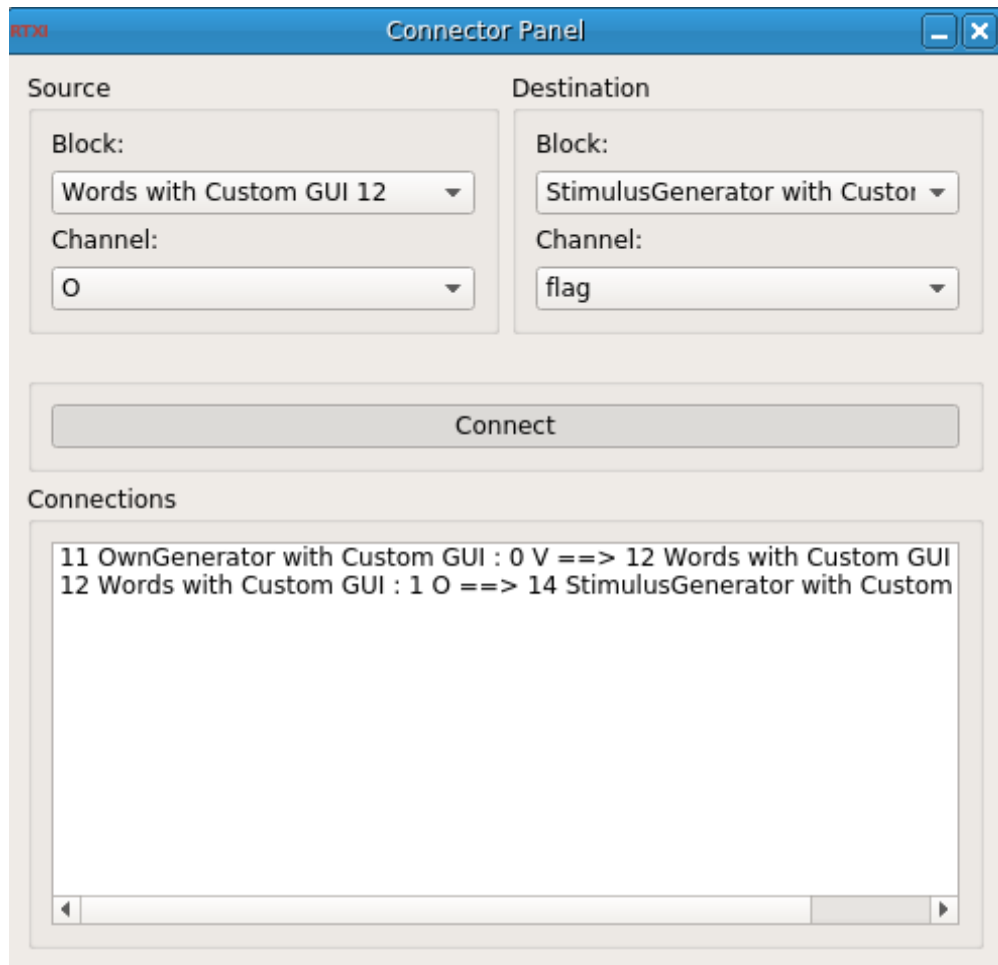 RTXI
Connector Panel
Source
Block:
Words with Custom GUI 12
Channel:
O
Destination
Block:
StimulusGenerator with Custor
Channel:
flag
Connect
Connections
11 OwnGenerator with Custom GUI : 0 V ==> 12 Words with Custom GUI
12 Words with Custom GUI : 1 O ==> 14 StimulusGenerator with Custom